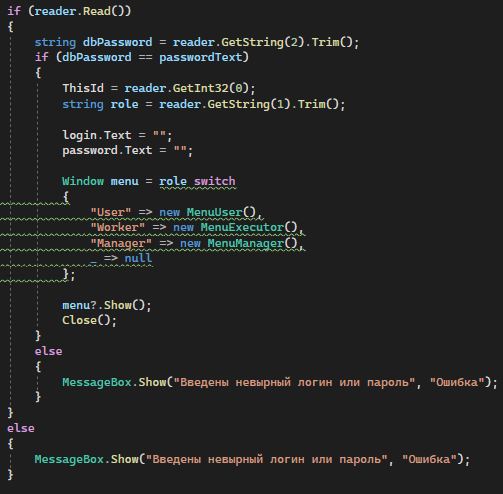 if (reader.Read())
{
    string dbPassword = reader.GetString(2).Trim();
    if (dbPassword == passwordText)
    {
        ThisId = reader.GetInt32(0);
        string role = reader.GetString(1).Trim();

        login.Text = "";
        password.Text = "";

        Window menu = role switch
        {
            "User" => new MenuUser(),
            "Worker" => new MenuExecutor(),
            "Manager" => new MenuManager(),
            _ => null
        };

        menu?.Show();
        Close();
    }
    else
    {
        MessageBox.Show("Введены невырный логин или пароль", "Ошибка");
    }
}
else
{
    MessageBox.Show("Введены невырный логин или пароль", "Ошибка");
}